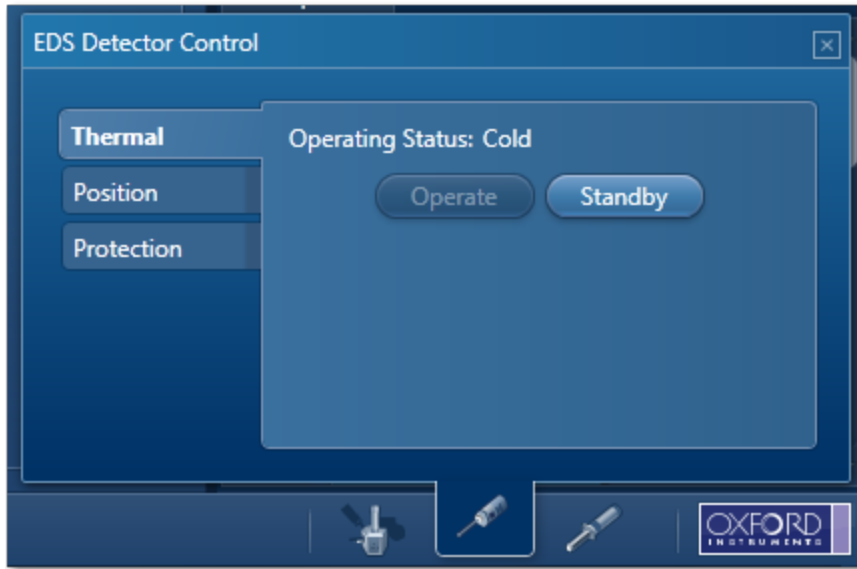 EDS Detector Control
Thermal
Operating Status: Cold
Operate
Standby
Position
Protection
OXFORD
INSTRUMENTS